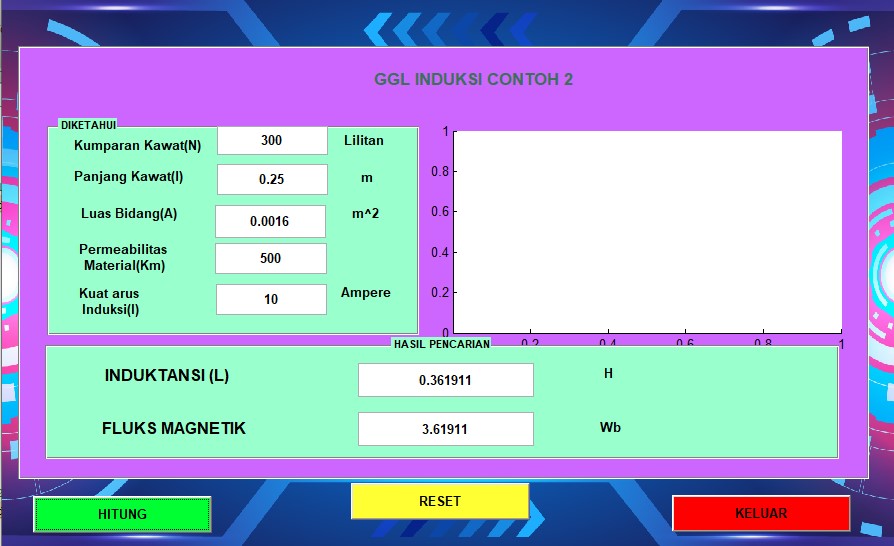 GGL INDUKSI CONTOH 2
DIKETAHUI
Kumparan Kawat(N) 300 Lilitan
Panjang Kawat(l) 0.25 m
Luas Bidang(A) 0.0016 m^2
Permeabilitas
Material(Km) 500
Kuat arus
Induksi(I) 10 Ampere
1
0.8
0.6
0.4
0.2
0
0.2 0.4 0.6 0.8 1
HASIL PENCARIAN
INDUKTANSI (L) 0.361911 H
FLUKS MAGNETIK 3.61911 Wb
HITUNG RESET KELUAR